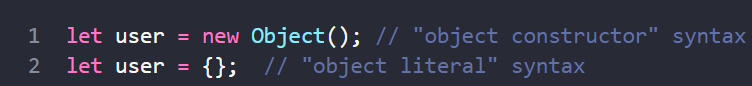 1 let user = new Object(); // "object constructor" syntax
2 let user = {};  // "object literal" syntax